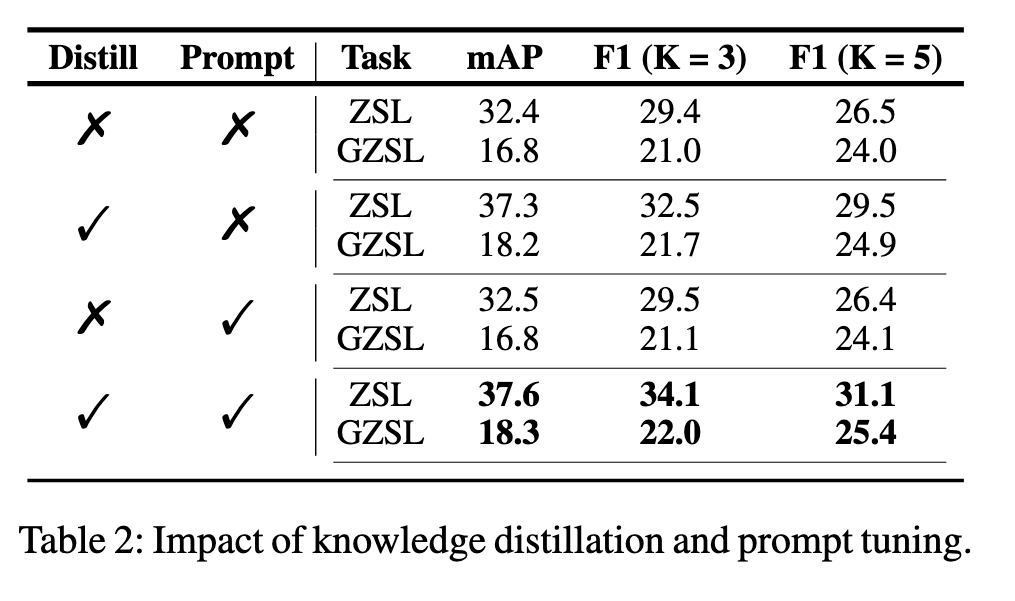 Distill Prompt Task mAP F1 (K = 3) F1 (K = 5)
✗ ✗ ZSL 32.4 29.4 26.5
GZSL 16.8 21.0 24.0
✓ ✗ ZSL 37.3 32.5 29.5
GZSL 18.2 21.7 24.9
✗ ✓ ZSL 32.5 29.5 26.4
GZSL 16.8 21.1 24.1
✓ ✓ ZSL 37.6 34.1 31.1
GZSL 18.3 22.0 25.4
Table 2: Impact of knowledge distillation and prompt tuning.